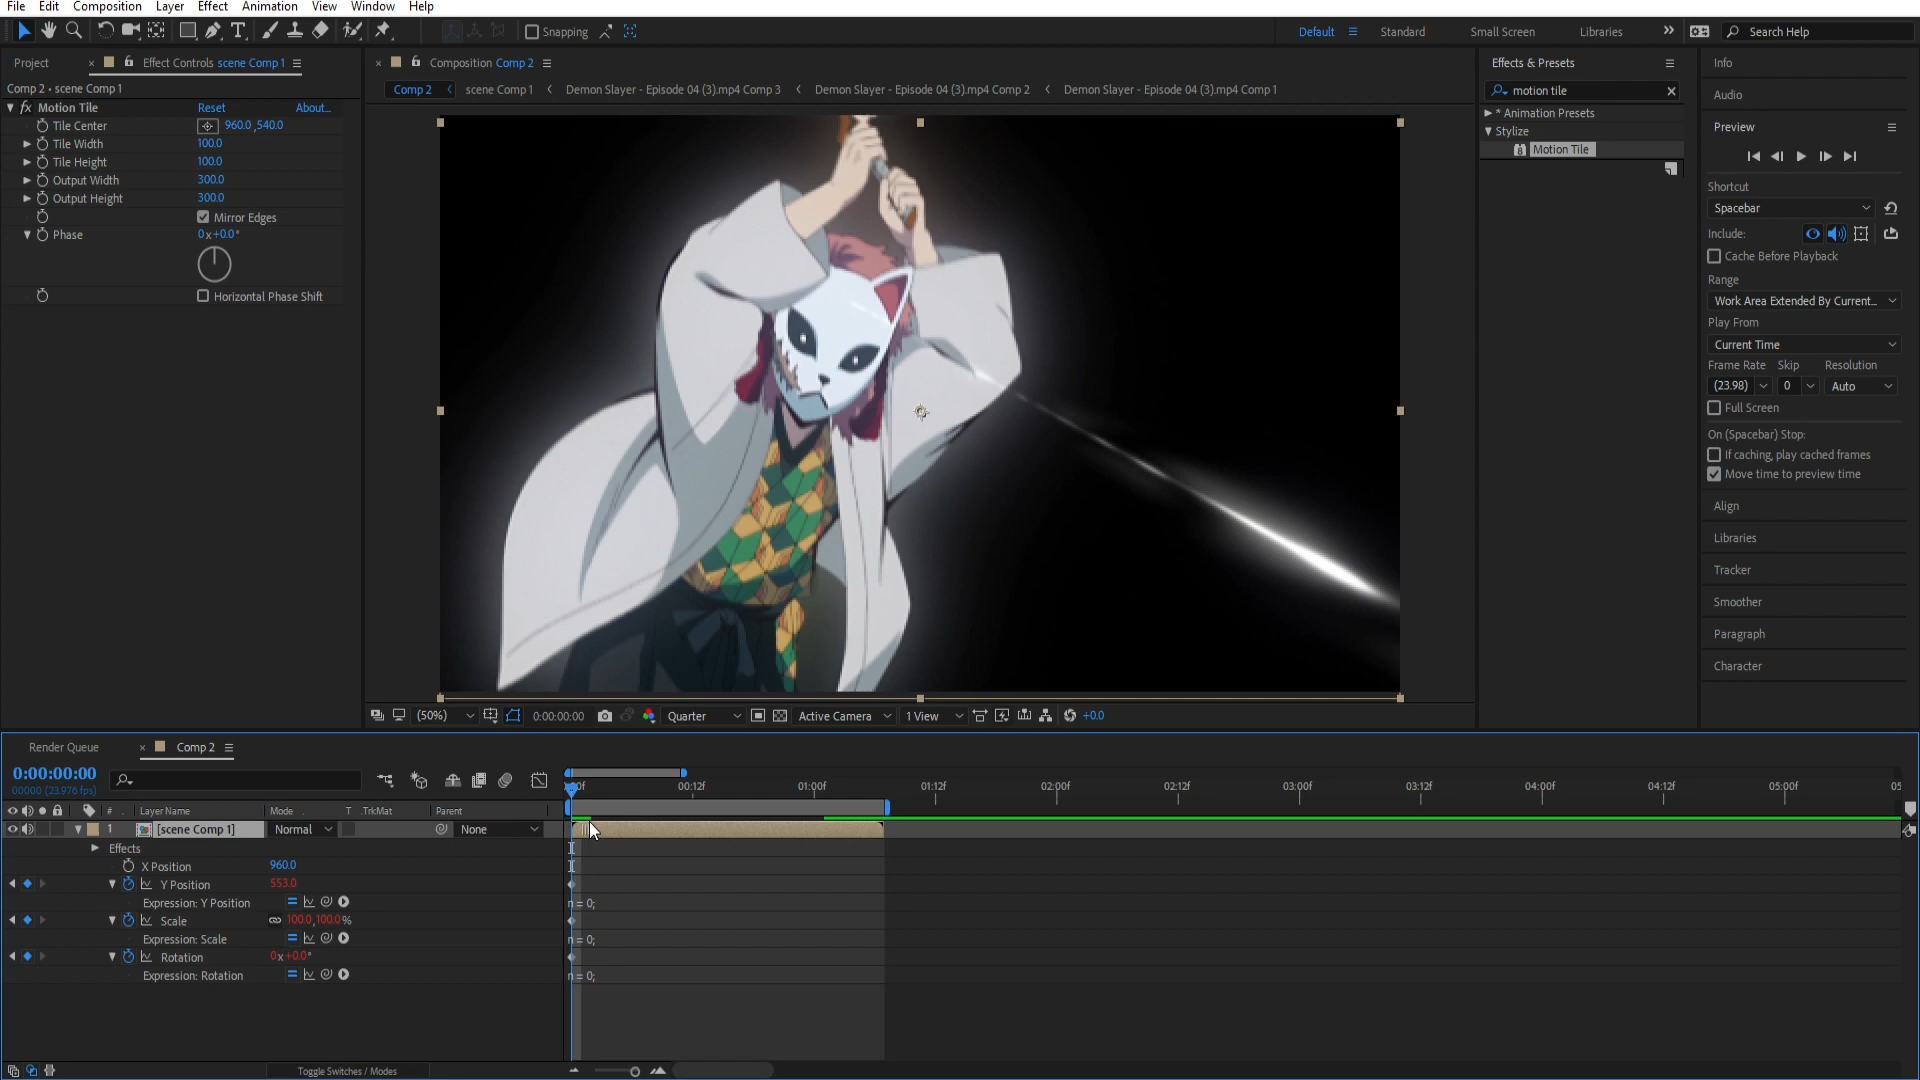 File Edit Composition Layer Effect Animation View Window Help
Snapping Default Standard Small Screen Libraries Search Help
Project Effect Controls scene Comp 1
Composition Comp 2
Effects & Presets
Info
Comp 2 • scene Comp 1
Comp 2 scene Comp 1 Demon Slayer - Episode 04 (3).mp4 Comp 3 Demon Slayer - Episode 04 (3).mp4 Comp 2 Demon Slayer - Episode 04 (3).mp4 Comp 1
motion tile
Audio
fx Motion Tile Reset About...
* Animation Presets
Tile Center 960.0,540.0
Stylize
Preview
Tile Width 100.0
Motion Tile
Tile Height 100.0
Output Width 300.0
Shortcut
Output Height 300.0
Spacebar
Mirror Edges
Phase 0x+0.0°
Include:
Cache Before Playback
Range
Horizontal Phase Shift
Work Area Extended By Current...
Play From
Current Time
Frame Rate Skip Resolution
(23.98) 0 Auto
Full Screen
On (Spacebar) Stop:
If caching, play cached frames
Move time to preview time
Align
Libraries
Tracker
Smoother
Paragraph
Character
(50%) 0:00:00:00 Quarter Active Camera 1 View +0.0
Render Queue Comp 2
0:00:00:00
00000 (23.976 fps)
00f 00:12f 01:00f 01:12f 02:00f 02:12f 03:00f 03:12f 04:00f 04:12f 05:00f 05
# Layer Name Mode T .TrkMat Parent
1 [scene Comp 1] Normal None
Effects
X Position 960.0
Y Position 553.0
Expression: Y Position n = 0;
Scale 100.0,100.0%
Expression: Scale n = 0;
Rotation 0x+0.0°
Expression: Rotation n = 0;
Toggle Switches / Modes